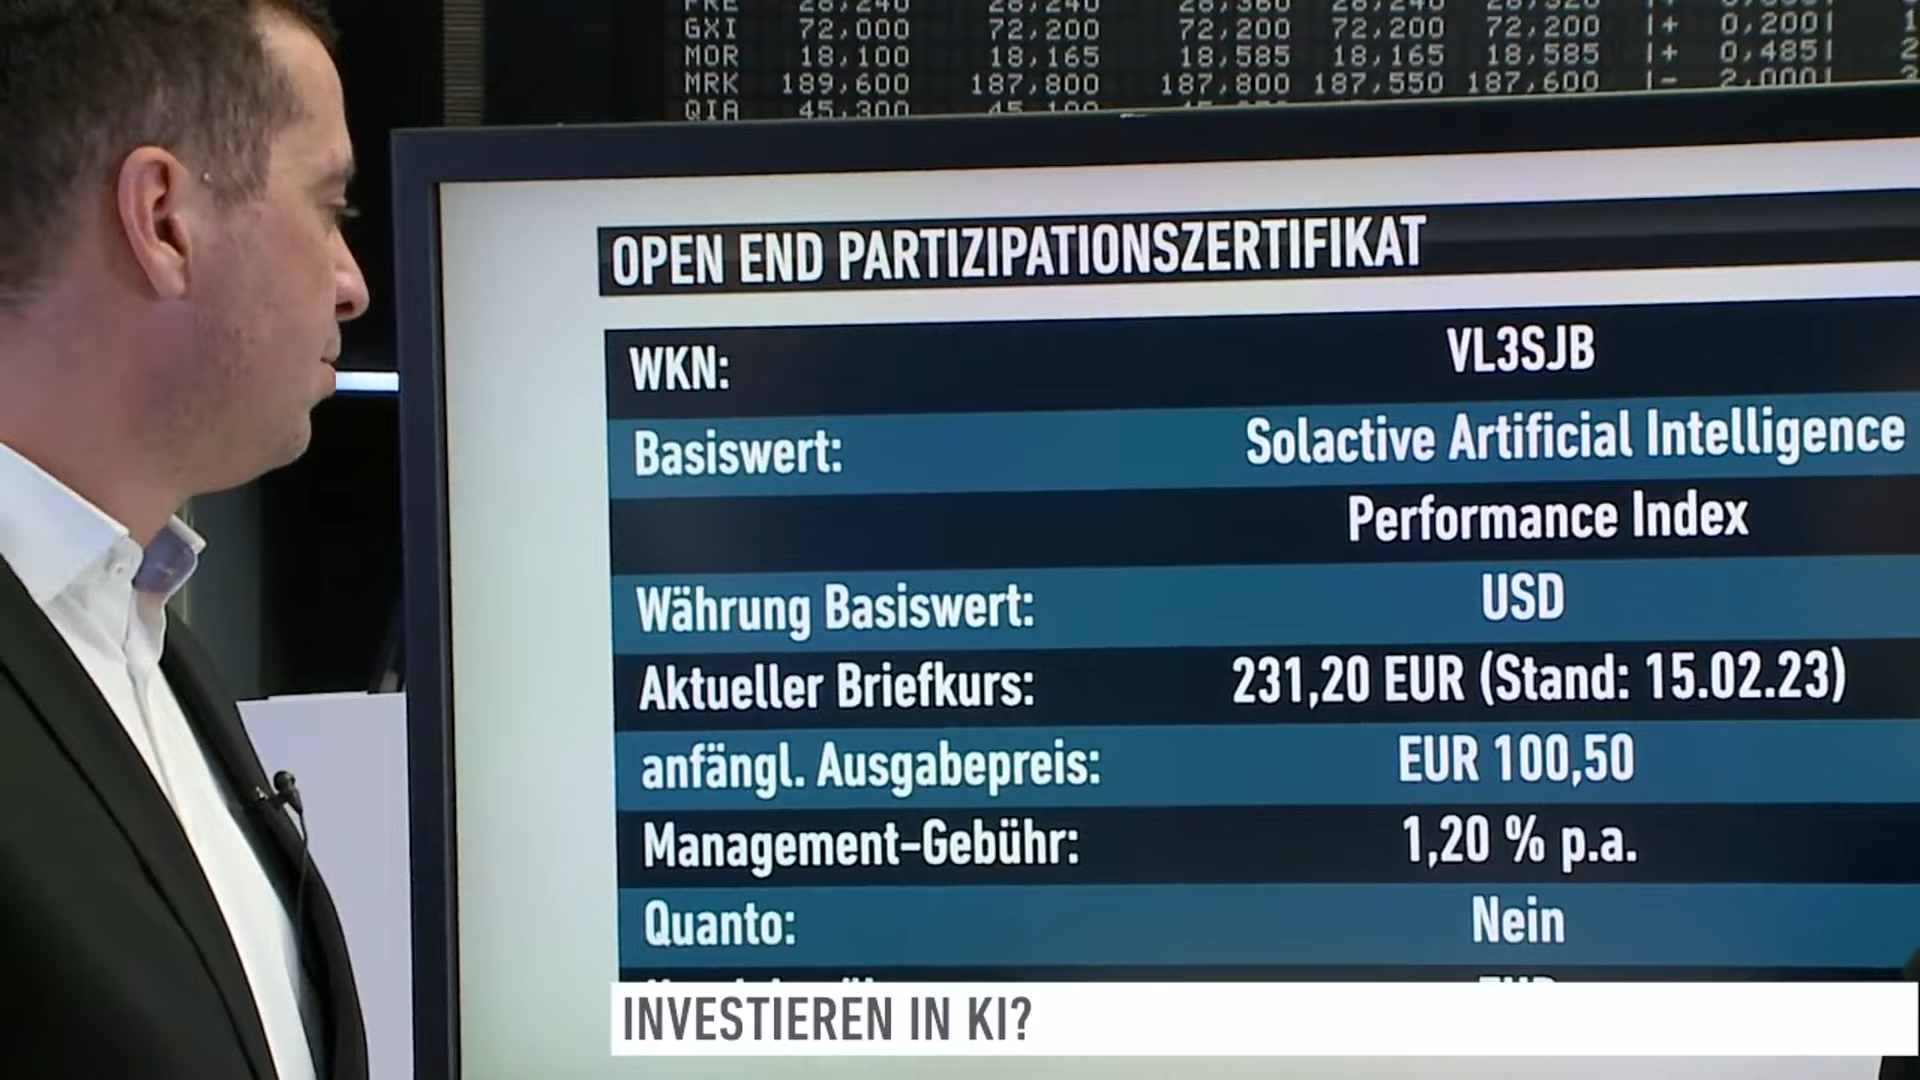 GXI 72,000 72,200 72,200 72,200 72,200 |+ 0,200|
MOR 18,100 18,165 18,585 18,165 18,585 |+ 0,485|
MRK 189,600 187,800 187,800 187,550 187,600 |- 2,000|
QIA 45,300
OPEN END PARTIZIPATIONSZERTIFIKAT
WKN: VL3SJB
Basiswert: Solactive Artificial Intelligence
Performance Index
Währung Basiswert: USD
Aktueller Briefkurs: 231,20 EUR (Stand: 15.02.23)
anfängl. Ausgabepreis: EUR 100,50
Management-Gebühr: 1,20 % p.a.
Quanto: Nein
INVESTIEREN IN KI?